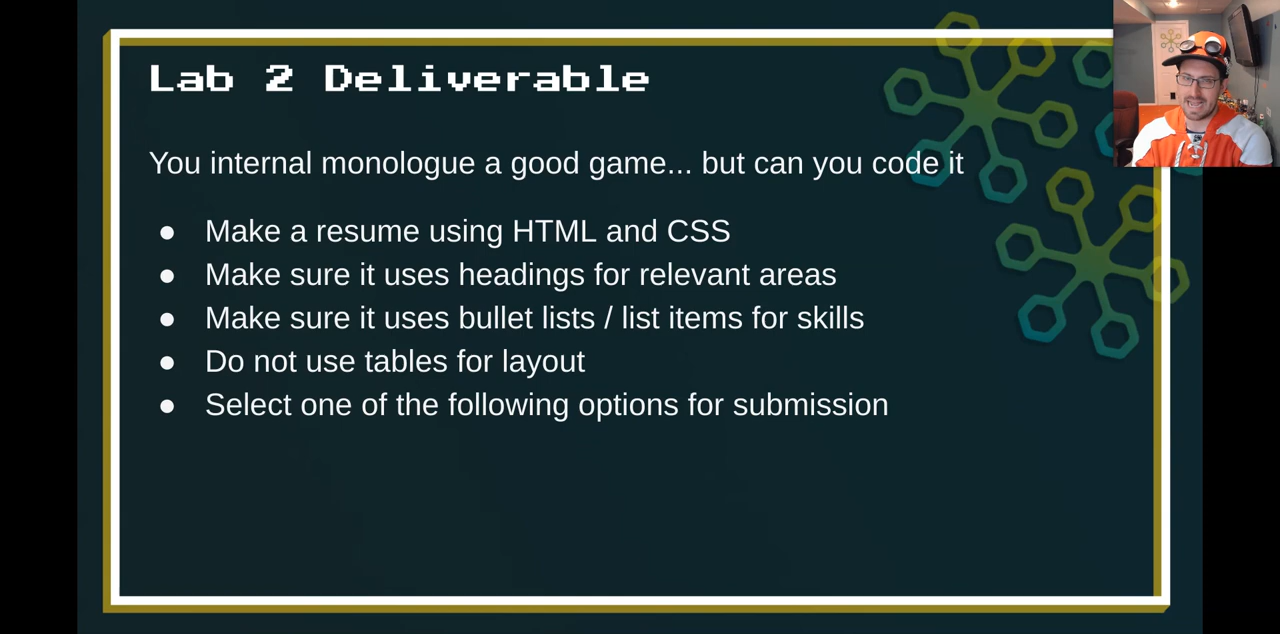 Lab 2 Deliverable
You internal monologue a good game... but can you code it
● Make a resume using HTML and CSS
● Make sure it uses headings for relevant areas
● Make sure it uses bullet lists / list items for skills
● Do not use tables for layout
● Select one of the following options for submission